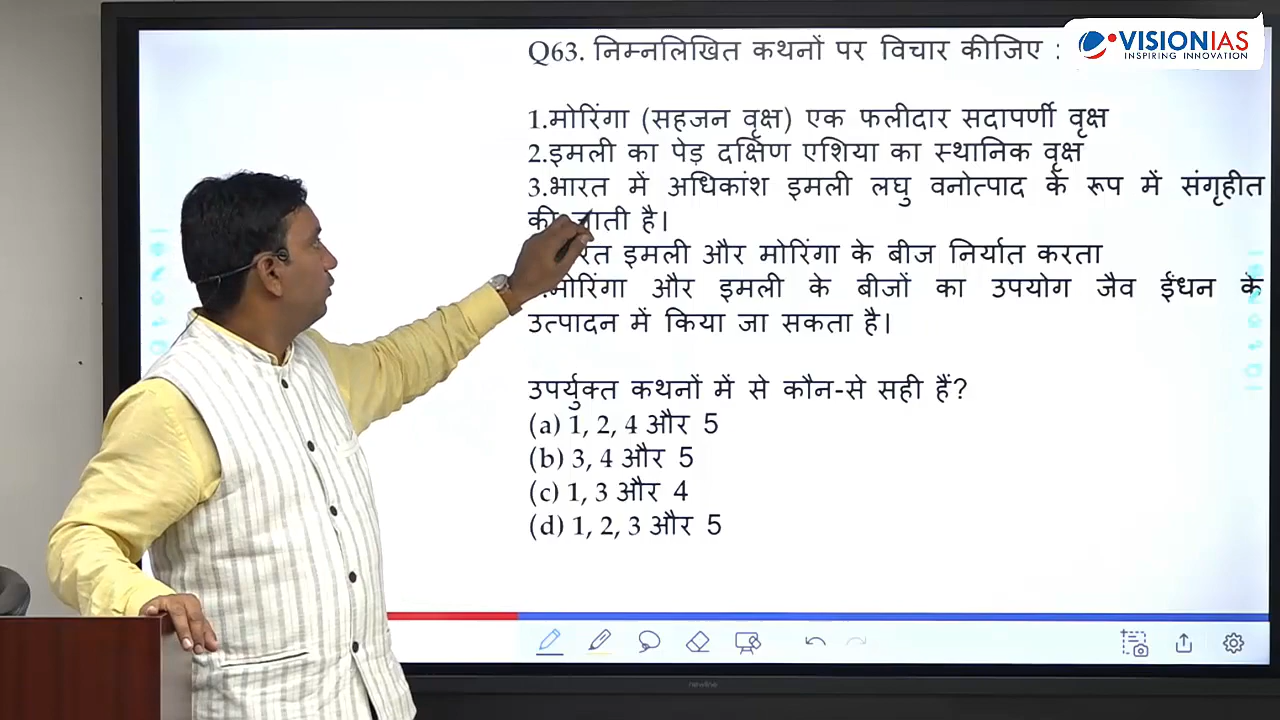 VISIONIAS
INSPIRING INNOVATION
Q63. निम्नलिखित कथनों पर विचार कीजिए :
1.मोरिंगा (सहजन वृक्ष) एक फलीदार सदापर्णी वृक्ष
2.इमली का पेड़ दक्षिण एशिया का स्थानिक वृक्ष
3.भारत में अधिकांश इमली लघु वनोत्पाद के रूप में संगृहीत
की जाती है।
इमली और मोरिंगा के बीज निर्यात करता
.मोरिंगा और इमली के बीजों का उपयोग जैव ईंधन के
उत्पादन में किया जा सकता है।
उपर्युक्त कथनों में से कौन-से सही हैं?
(a) 1, 2, 4 और 5
(b) 3, 4 और 5
(c) 1, 3 और 4
(d) 1, 2, 3 और 5
newline